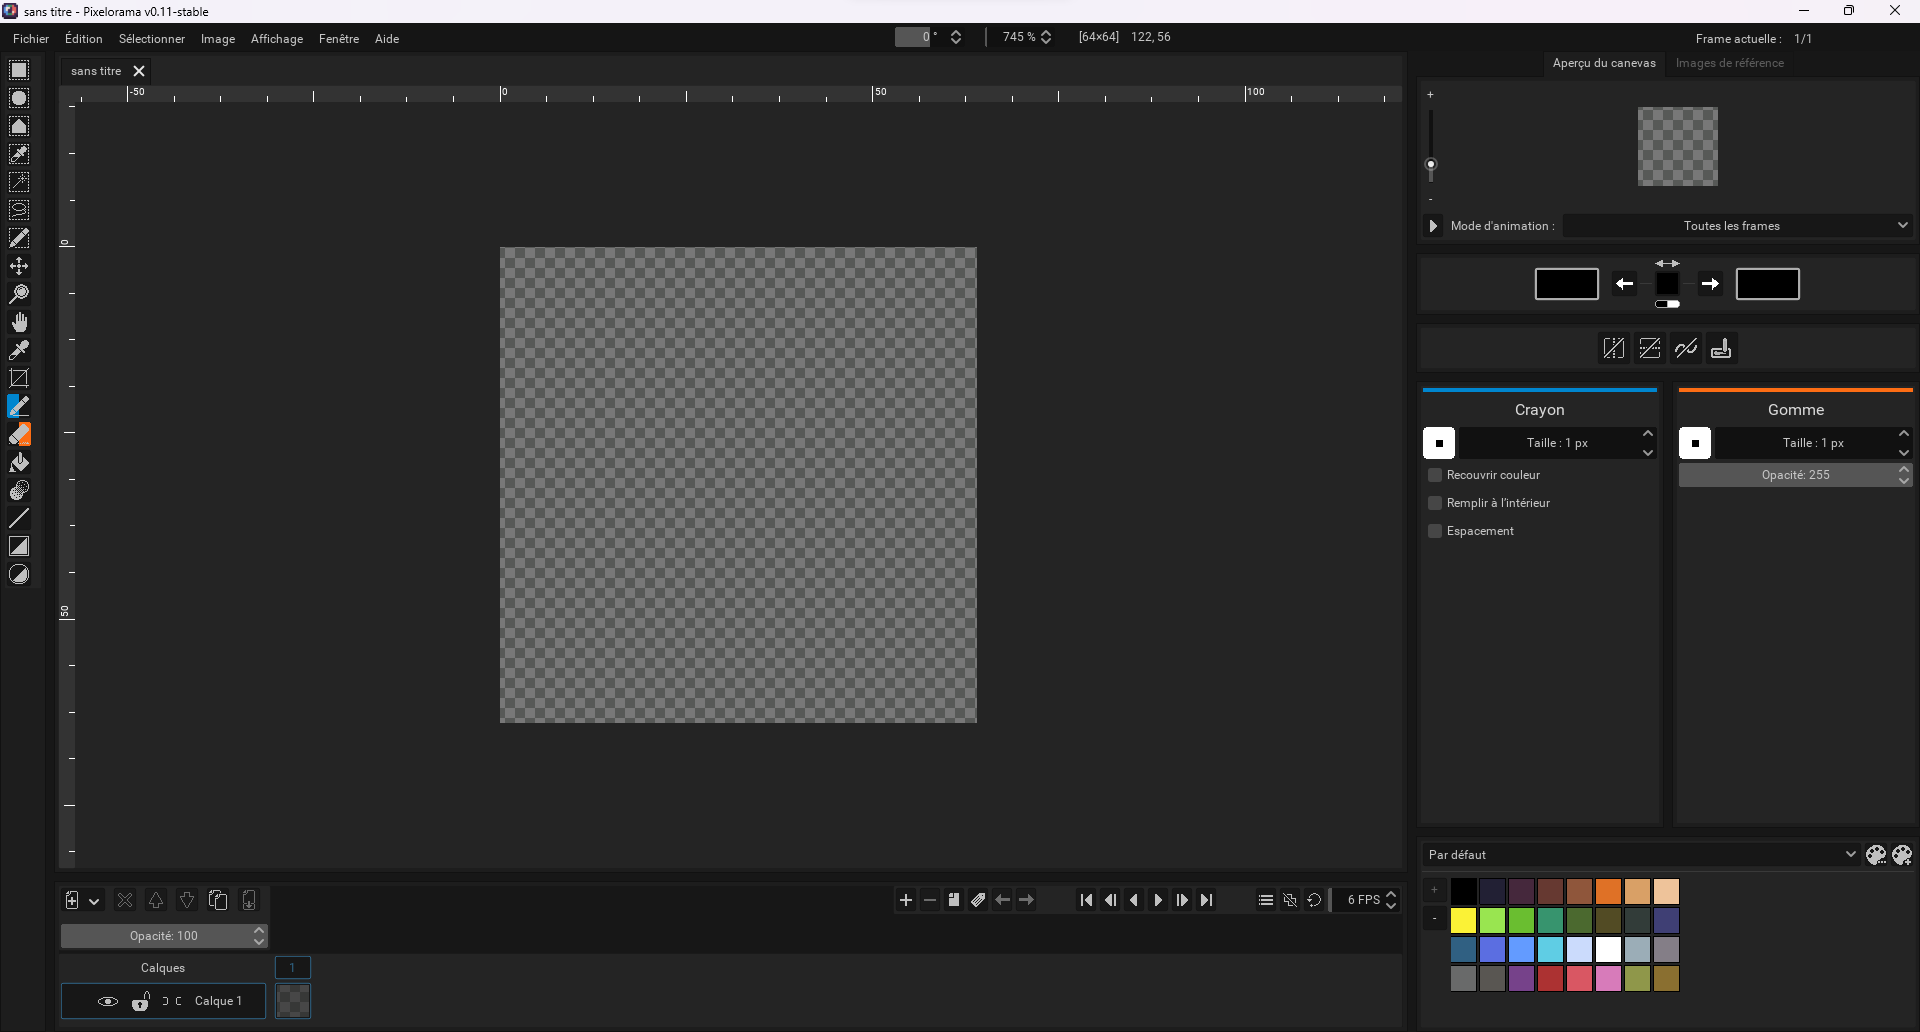 sans titre - Pixelorama v0.11-stable
Fichier Édition Sélectionner Image Affichage Fenêtre Aide
0 ° 745 % [64×64] 122, 56
Frame actuelle : 1/1
sans titre
Aperçu du canevas Images de référence
-50 0 50 100
0
50
+
-
Mode d'animation : Toutes les frames
Crayon
Taille : 1 px
Recouvrir couleur
Remplir à l'intérieur
Espacement
Gomme
Taille : 1 px
Opacité: 255
Par défaut
+
-
6 FPS
Opacité: 100
Calques 1
Calque 1